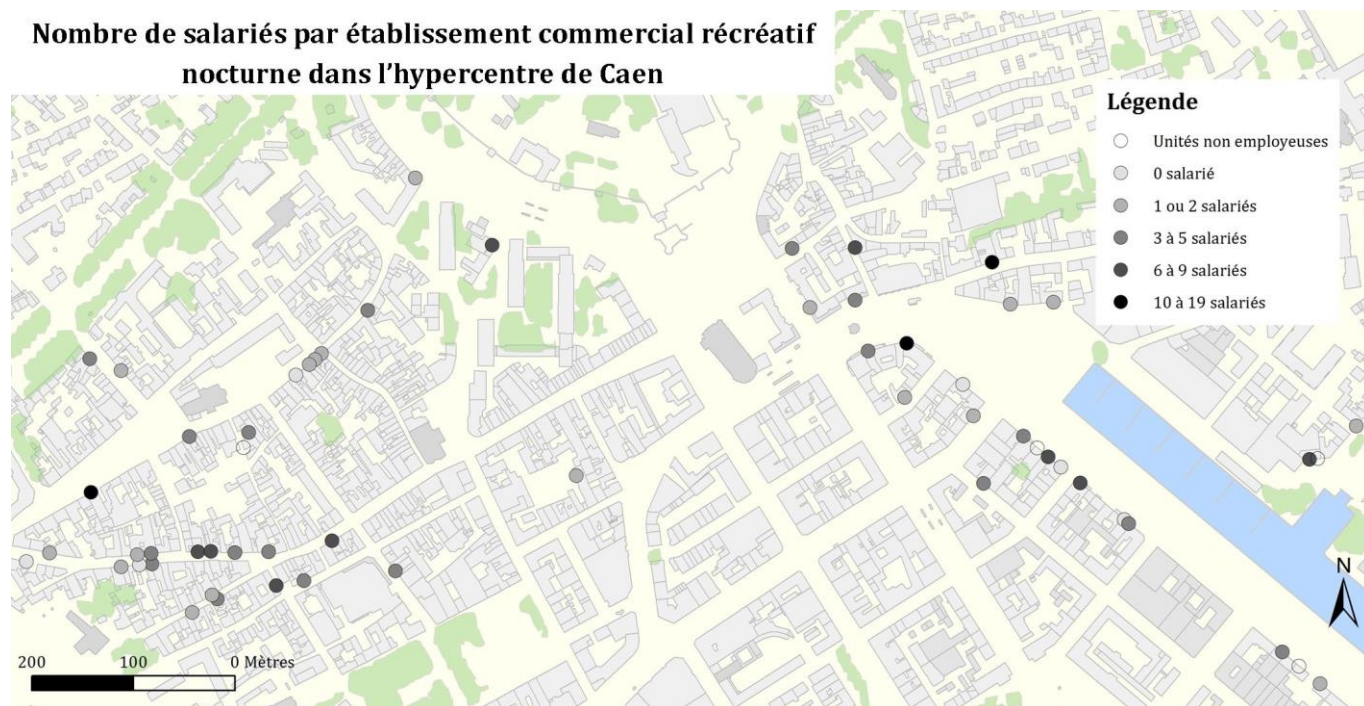 Nombre de salariés par établissement commercial récréatif
nocturne dans l’hypercentre de Caen
Légende
Unités non employeuses
0 salarié
1 ou 2 salariés
3 à 5 salariés
6 à 9 salariés
10 à 19 salariés
N
200 100 0 Mètres